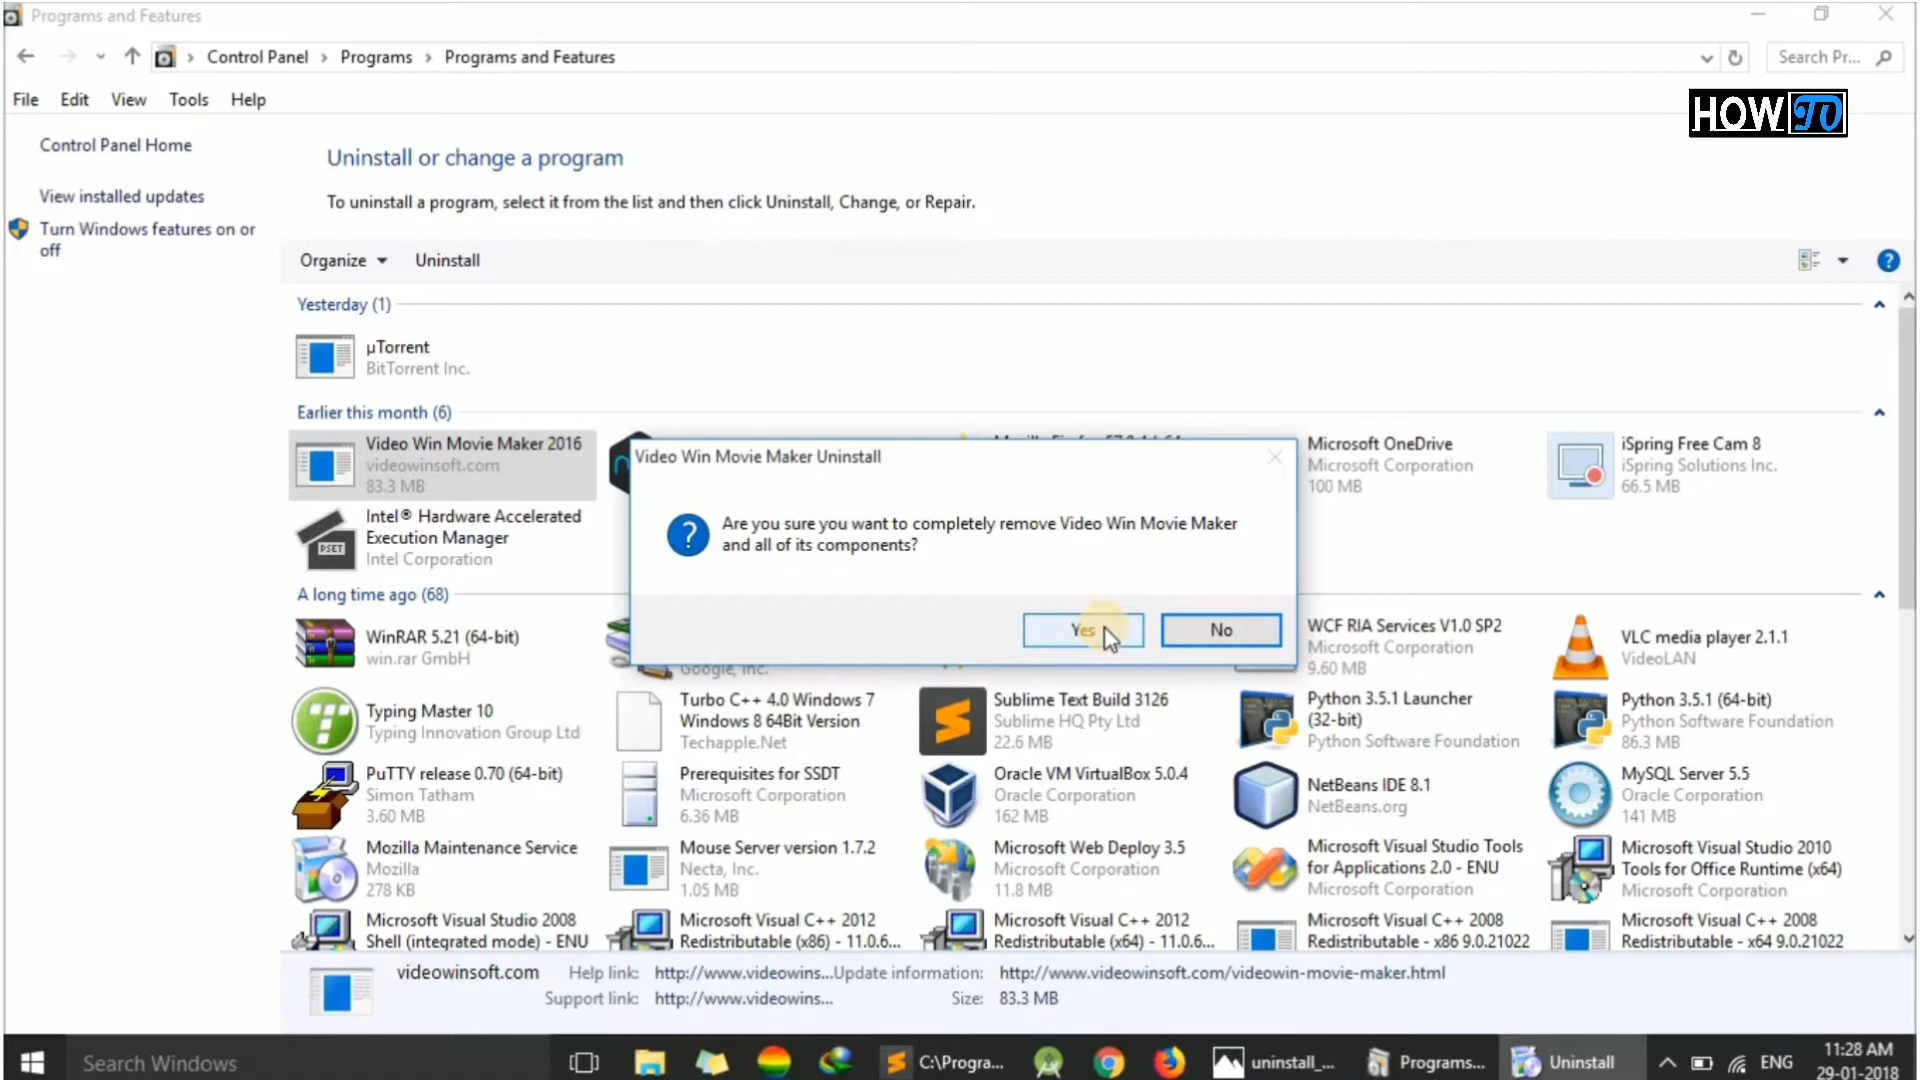 Programs and Features
Control Panel > Programs > Programs and Features
Search Pr...
File Edit View Tools Help
HOW TO
Control Panel Home
View installed updates
Turn Windows features on or
off
Uninstall or change a program
To uninstall a program, select it from the list and then click Uninstall, Change, or Repair.
Organize Uninstall
Yesterday (1)
µTorrent
BitTorrent Inc.
Earlier this month (6)
Video Win Movie Maker 2016
videowinsoft.com
83.3 MB
Microsoft OneDrive
Microsoft Corporation
100 MB
iSpring Free Cam 8
iSpring Solutions Inc.
66.5 MB
Intel® Hardware Accelerated
Execution Manager
Intel Corporation
Video Win Movie Maker Uninstall
Are you sure you want to completely remove Video Win Movie Maker
and all of its components?
Yes
No
A long time ago (68)
WinRAR 5.21 (64-bit)
win.rar GmbH
Google, Inc.
WCF RIA Services V1.0 SP2
Microsoft Corporation
9.60 MB
VLC media player 2.1.1
VideoLAN
Typing Master 10
Typing Innovation Group Ltd
Turbo C++ 4.0 Windows 7
Windows 8 64Bit Version
Techapple.Net
Sublime Text Build 3126
Sublime HQ Pty Ltd
22.6 MB
Python 3.5.1 Launcher
(32-bit)
Python Software Foundation
Python 3.5.1 (64-bit)
Python Software Foundation
86.3 MB
PuTTY release 0.70 (64-bit)
Simon Tatham
3.60 MB
Prerequisites for SSDT
Microsoft Corporation
6.36 MB
Oracle VM VirtualBox 5.0.4
Oracle Corporation
162 MB
NetBeans IDE 8.1
NetBeans.org
MySQL Server 5.5
Oracle Corporation
141 MB
Mozilla Maintenance Service
Mozilla
278 KB
Mouse Server version 1.7.2
Necta, Inc.
1.05 MB
Microsoft Web Deploy 3.5
Microsoft Corporation
11.8 MB
Microsoft Visual Studio Tools
for Applications 2.0 - ENU
Microsoft Corporation
Microsoft Visual Studio 2010
Tools for Office Runtime (x64)
Microsoft Corporation
Microsoft Visual Studio 2008
Shell (integrated mode) - ENU
Microsoft Visual C++ 2012
Redistributable (x86) - 11.0.6...
Microsoft Visual C++ 2012
Redistributable (x64) - 11.0.6...
Microsoft Visual C++ 2008
Redistributable - x86 9.0.21022
Microsoft Visual C++ 2008
Redistributable - x64 9.0.21022
videowinsoft.com Help link: http://www.videowins... Update information: http://www.videowinsoft.com/videowin-movie-maker.html
Support link: http://www.videowins... Size: 83.3 MB
Search Windows
C:\Progra...
uninstall_...
Programs...
Uninstall
ENG
11:28 AM
29-01-2018